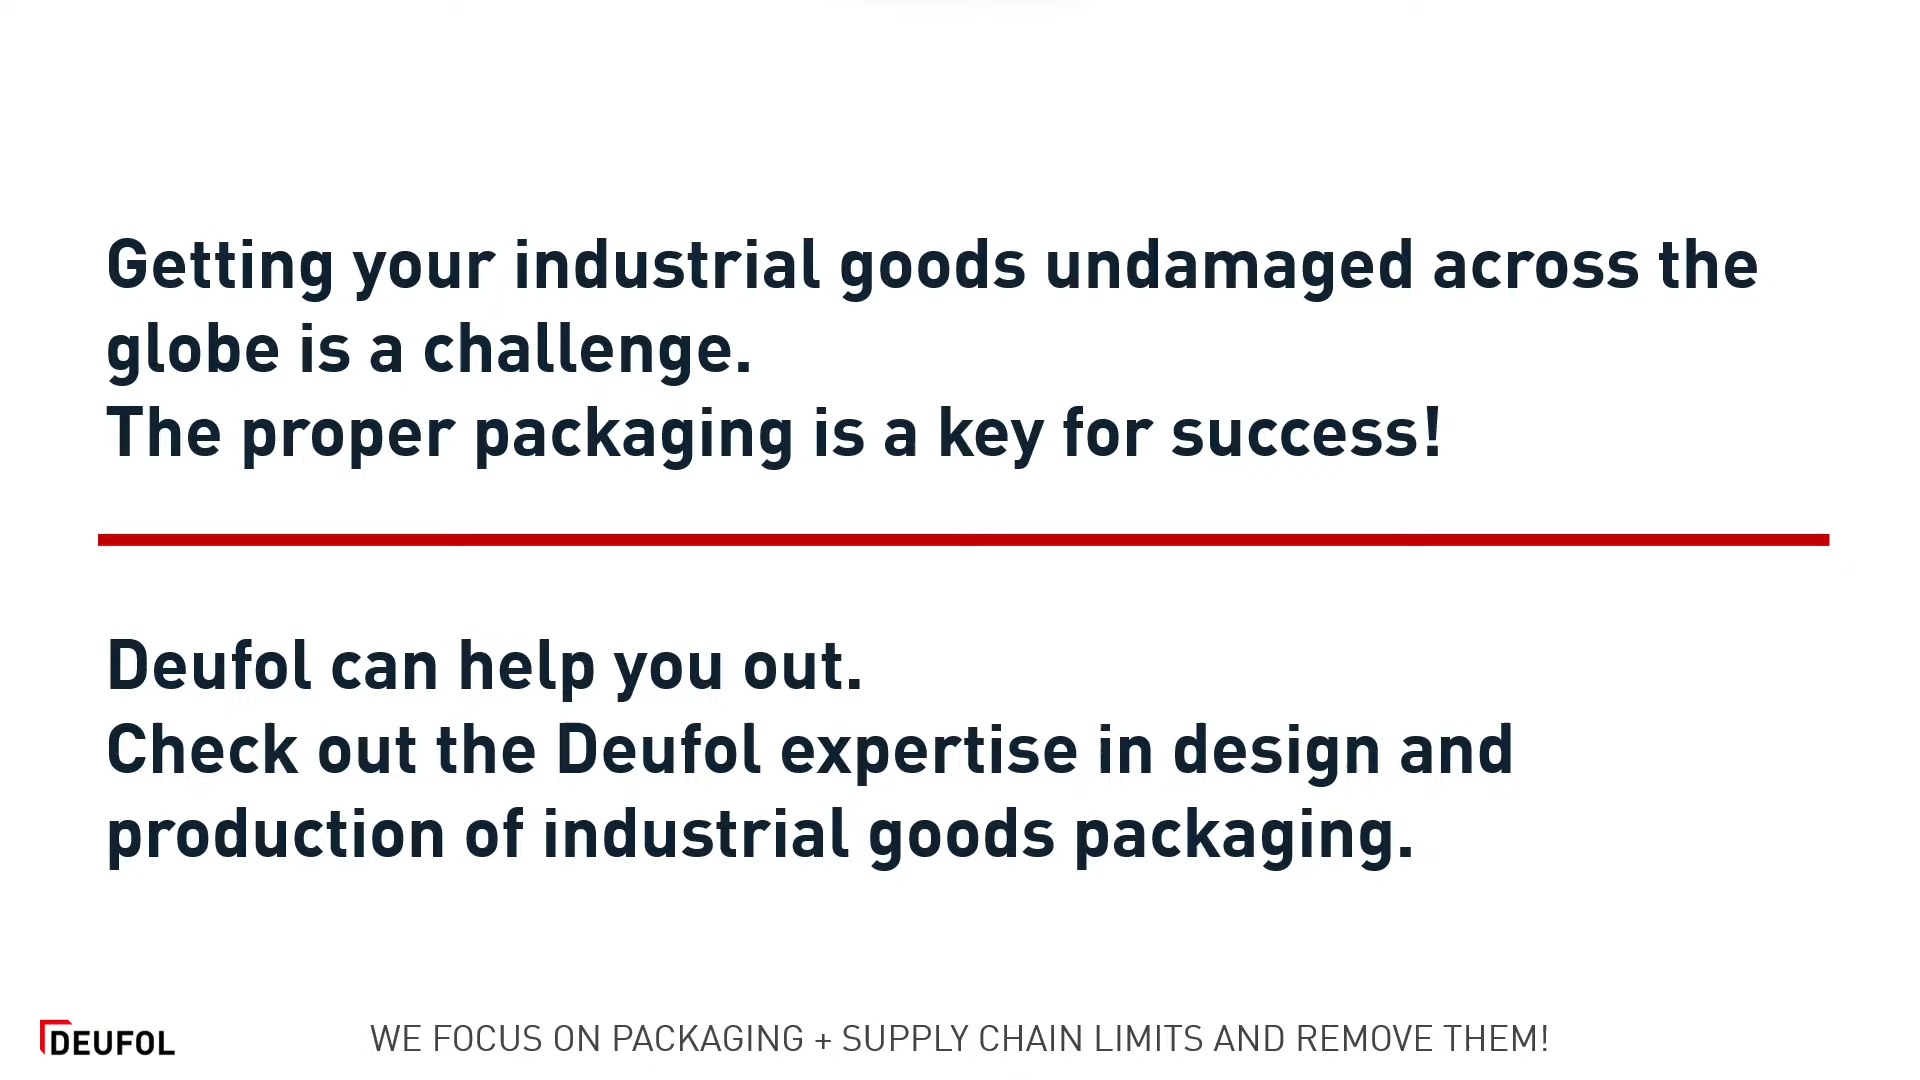 Getting your industrial goods undamaged across the
globe is a challenge.
The proper packaging is a key for success!
Deufol can help you out.
Check out the Deufol expertise in design and
production of industrial goods packaging.
DEUFOL
WE FOCUS ON PACKAGING + SUPPLY CHAIN LIMITS AND REMOVE THEM!